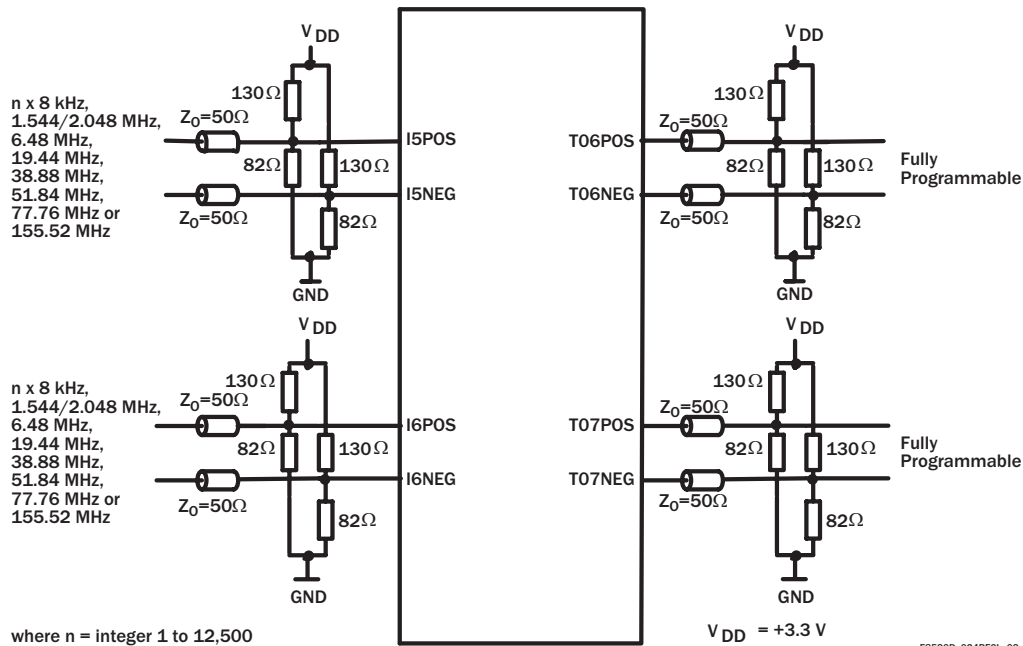 V DD
130Ω
n x 8 kHz,
1.544/2.048 MHz,
6.48 MHz,
19.44 MHz,
38.88 MHz,
51.84 MHz,
77.76 MHz or
155.52 MHz
Z0=50Ω
82Ω
130Ω
Z0=50Ω
82Ω
GND
I5POS
I5NEG
V DD
130Ω
n x 8 kHz,
1.544/2.048 MHz,
6.48 MHz,
19.44 MHz,
38.88 MHz,
51.84 MHz,
77.76 MHz or
155.52 MHz
Z0=50Ω
82Ω
130Ω
Z0=50Ω
82Ω
GND
I6POS
I6NEG
where n = integer 1 to 12,500
T06POS
T06NEG
V DD
130Ω
Z0=50Ω
82Ω
130Ω
Z0=50Ω
82Ω
GND
Fully
Programmable
T07POS
T07NEG
V DD
130Ω
Z0=50Ω
82Ω
130Ω
Z0=50Ω
82Ω
GND
Fully
Programmable
V DD = +3.3 V